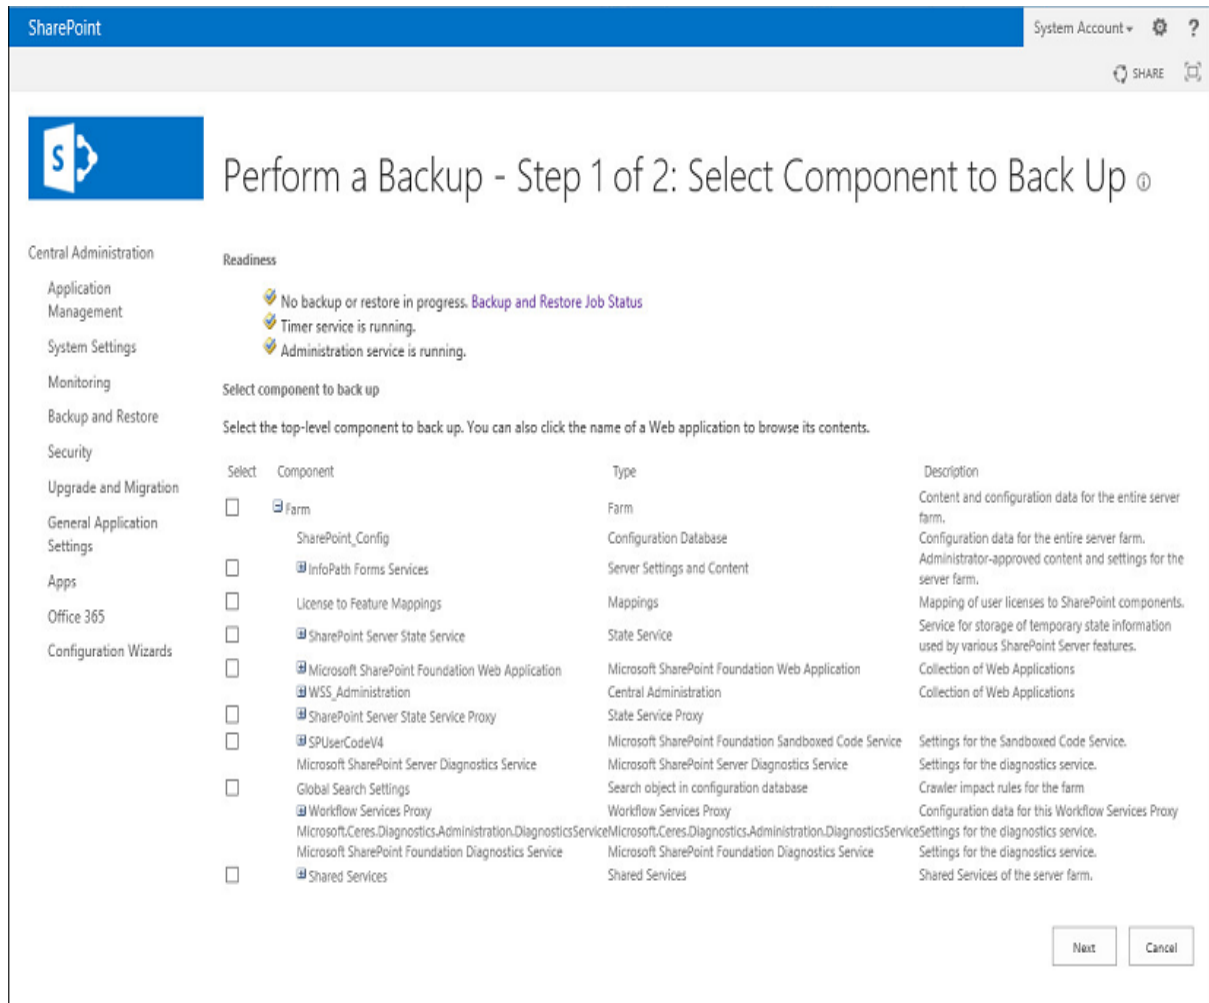 SharePoint
System Account
?
SHARE
S
Perform a Backup - Step 1 of 2: Select Component to Back Up
Central Administration
Application
Management
System Settings
Monitoring
Backup and Restore
Security
Upgrade and Migration
General Application
Settings
Apps
Office 365
Configuration Wizards
Readiness
No backup or restore in progress. Backup and Restore Job Status
Timer service is running.
Administration service is running.
Select component to back up
Select the top-level component to back up. You can also click the name of a Web application to browse its contents.
Select Component Type Description
Farm Farm Content and configuration data for the entire server
farm.
SharePoint_Config Configuration Database Configuration data for the entire server farm.
InfoPath Forms Services Server Settings and Content Administrator-approved content and settings for the
server farm.
License to Feature Mappings Mappings Mapping of user licenses to SharePoint components.
SharePoint Server State Service State Service Service for storage of temporary state information
used by various SharePoint Server features.
Microsoft SharePoint Foundation Web Application Microsoft SharePoint Foundation Web Application Collection of Web Applications
WSS_Administration Central Administration Collection of Web Applications
SharePoint Server State Service Proxy State Service Proxy
SPUserCodeV4 Microsoft SharePoint Foundation Sandboxed Code Service Settings for the Sandboxed Code Service.
Microsoft SharePoint Server Diagnostics Service Microsoft SharePoint Server Diagnostics Service Settings for the diagnostics service.
Global Search Settings Search object in configuration database Crawler impact rules for the farm
Workflow Services Proxy Workflow Services Proxy Configuration data for this Workflow Services Proxy
Microsoft.Ceres.Diagnostics.Administration.DiagnosticsService Microsoft.Ceres.Diagnostics.Administration.DiagnosticsService Settings for the diagnostics service.
Microsoft SharePoint Foundation Diagnostics Service Microsoft SharePoint Foundation Diagnostics Service Settings for the diagnostics service.
Shared Services Shared Services Shared Services of the server farm.
Next Cancel